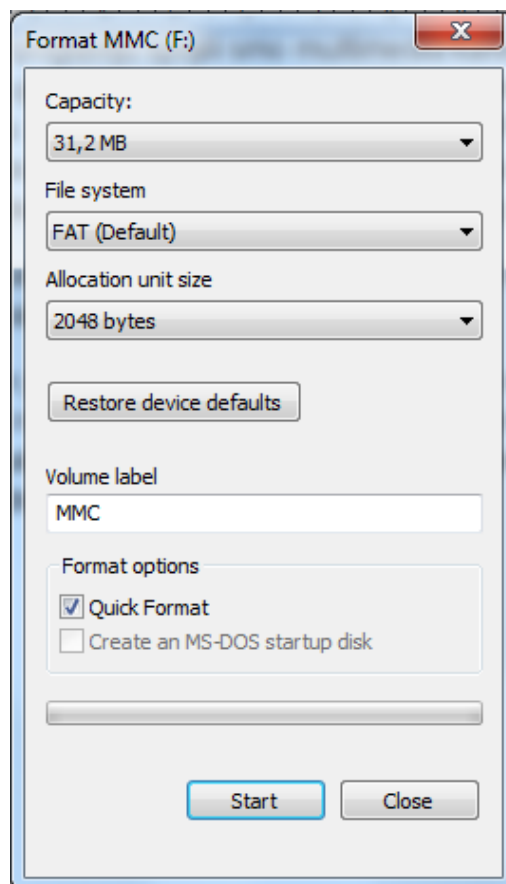 Format MMC (F:)
Capacity:
31,2 MB
File system
FAT (Default)
Allocation unit size
2048 bytes
Restore device defaults
Volume label
MMC
Format options
Quick Format
Create an MS-DOS startup disk
Start Close